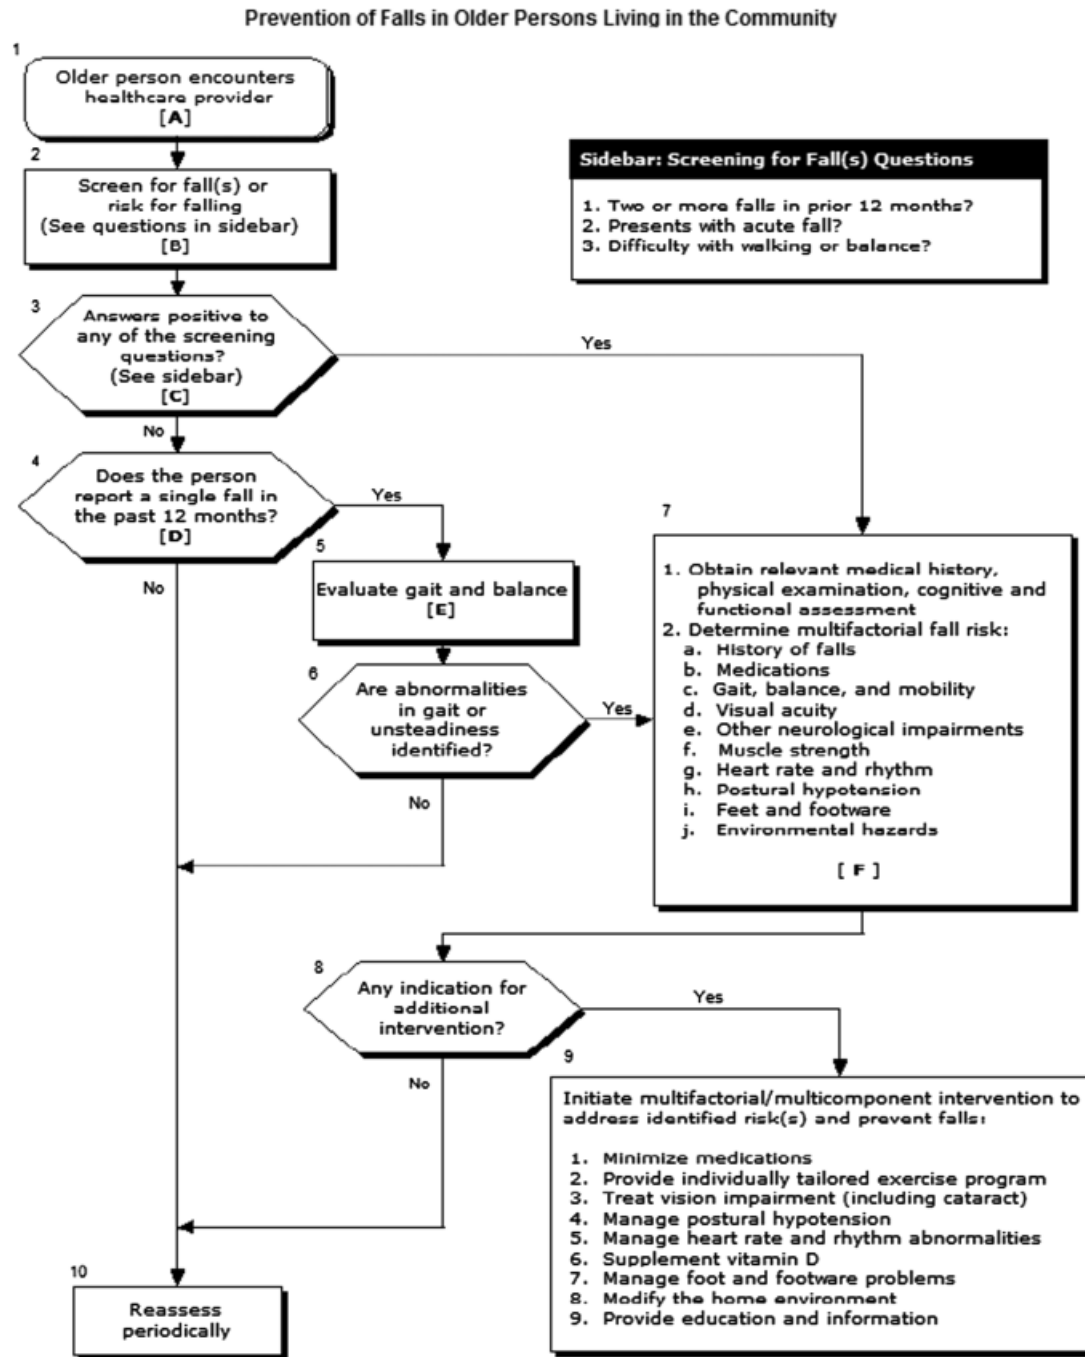 Prevention of Falls in Older Persons Living in the Community
1
Older person encounters
healthcare provider
[A]
2
Screen for fall(s) or
risk for falling
(See questions in sidebar)
[B]
Sidebar: Screening for Fall(s) Questions
1. Two or more falls in prior 12 months?
2. Presents with acute fall?
3. Difficulty with walking or balance?
3
Answers positive to
any of the screening
questions?
(See sidebar)
[C]
Yes
No
4
Does the person
report a single fall in
the past 12 months?
[D]
Yes
No
5
Evaluate gait and balance
[E]
6
Are abnormalities
in gait or
unsteadiness
identified?
Yes
No
7
1. Obtain relevant medical history,
physical examination, cognitive and
functional assessment
2. Determine multifactorial fall risk:
a. History of falls
b. Medications
c. Gait, balance, and mobility
d. Visual acuity
e. Other neurological impairments
f. Muscle strength
g. Heart rate and rhythm
h. Postural hypotension
i. Feet and footware
j. Environmental hazards
[ F ]
8
Any indication for
additional
intervention?
Yes
No
9
Initiate multifactorial/multicomponent intervention to
address identified risk(s) and prevent falls:
1. Minimize medications
2. Provide individually tailored exercise program
3. Treat vision impairment (including cataract)
4. Manage postural hypotension
5. Manage heart rate and rhythm abnormalities
6. Supplement vitamin D
7. Manage foot and footware problems
8. Modify the home environment
9. Provide education and information
10
Reassess
periodically